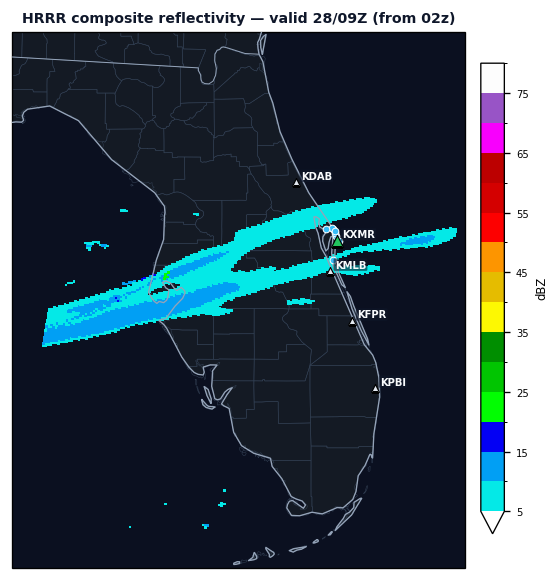 HRRR composite reflectivity — valid 28/09Z (from 02z)
KDAB
KXMR
KMLB
KFPR
KPBI
75
65
55
45
35
25
15
5
dBZ